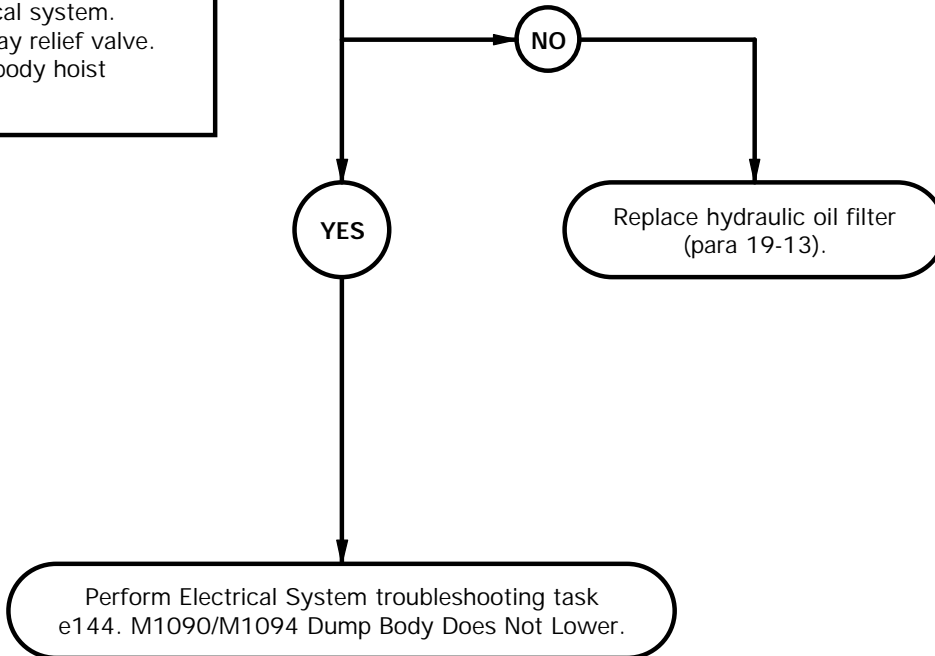 cal system.
ay relief valve.
body hoist
NO
YES
Replace hydraulic oil filter
(para 19-13).
Perform Electrical System troubleshooting task
e144. M1090/M1094 Dump Body Does Not Lower.